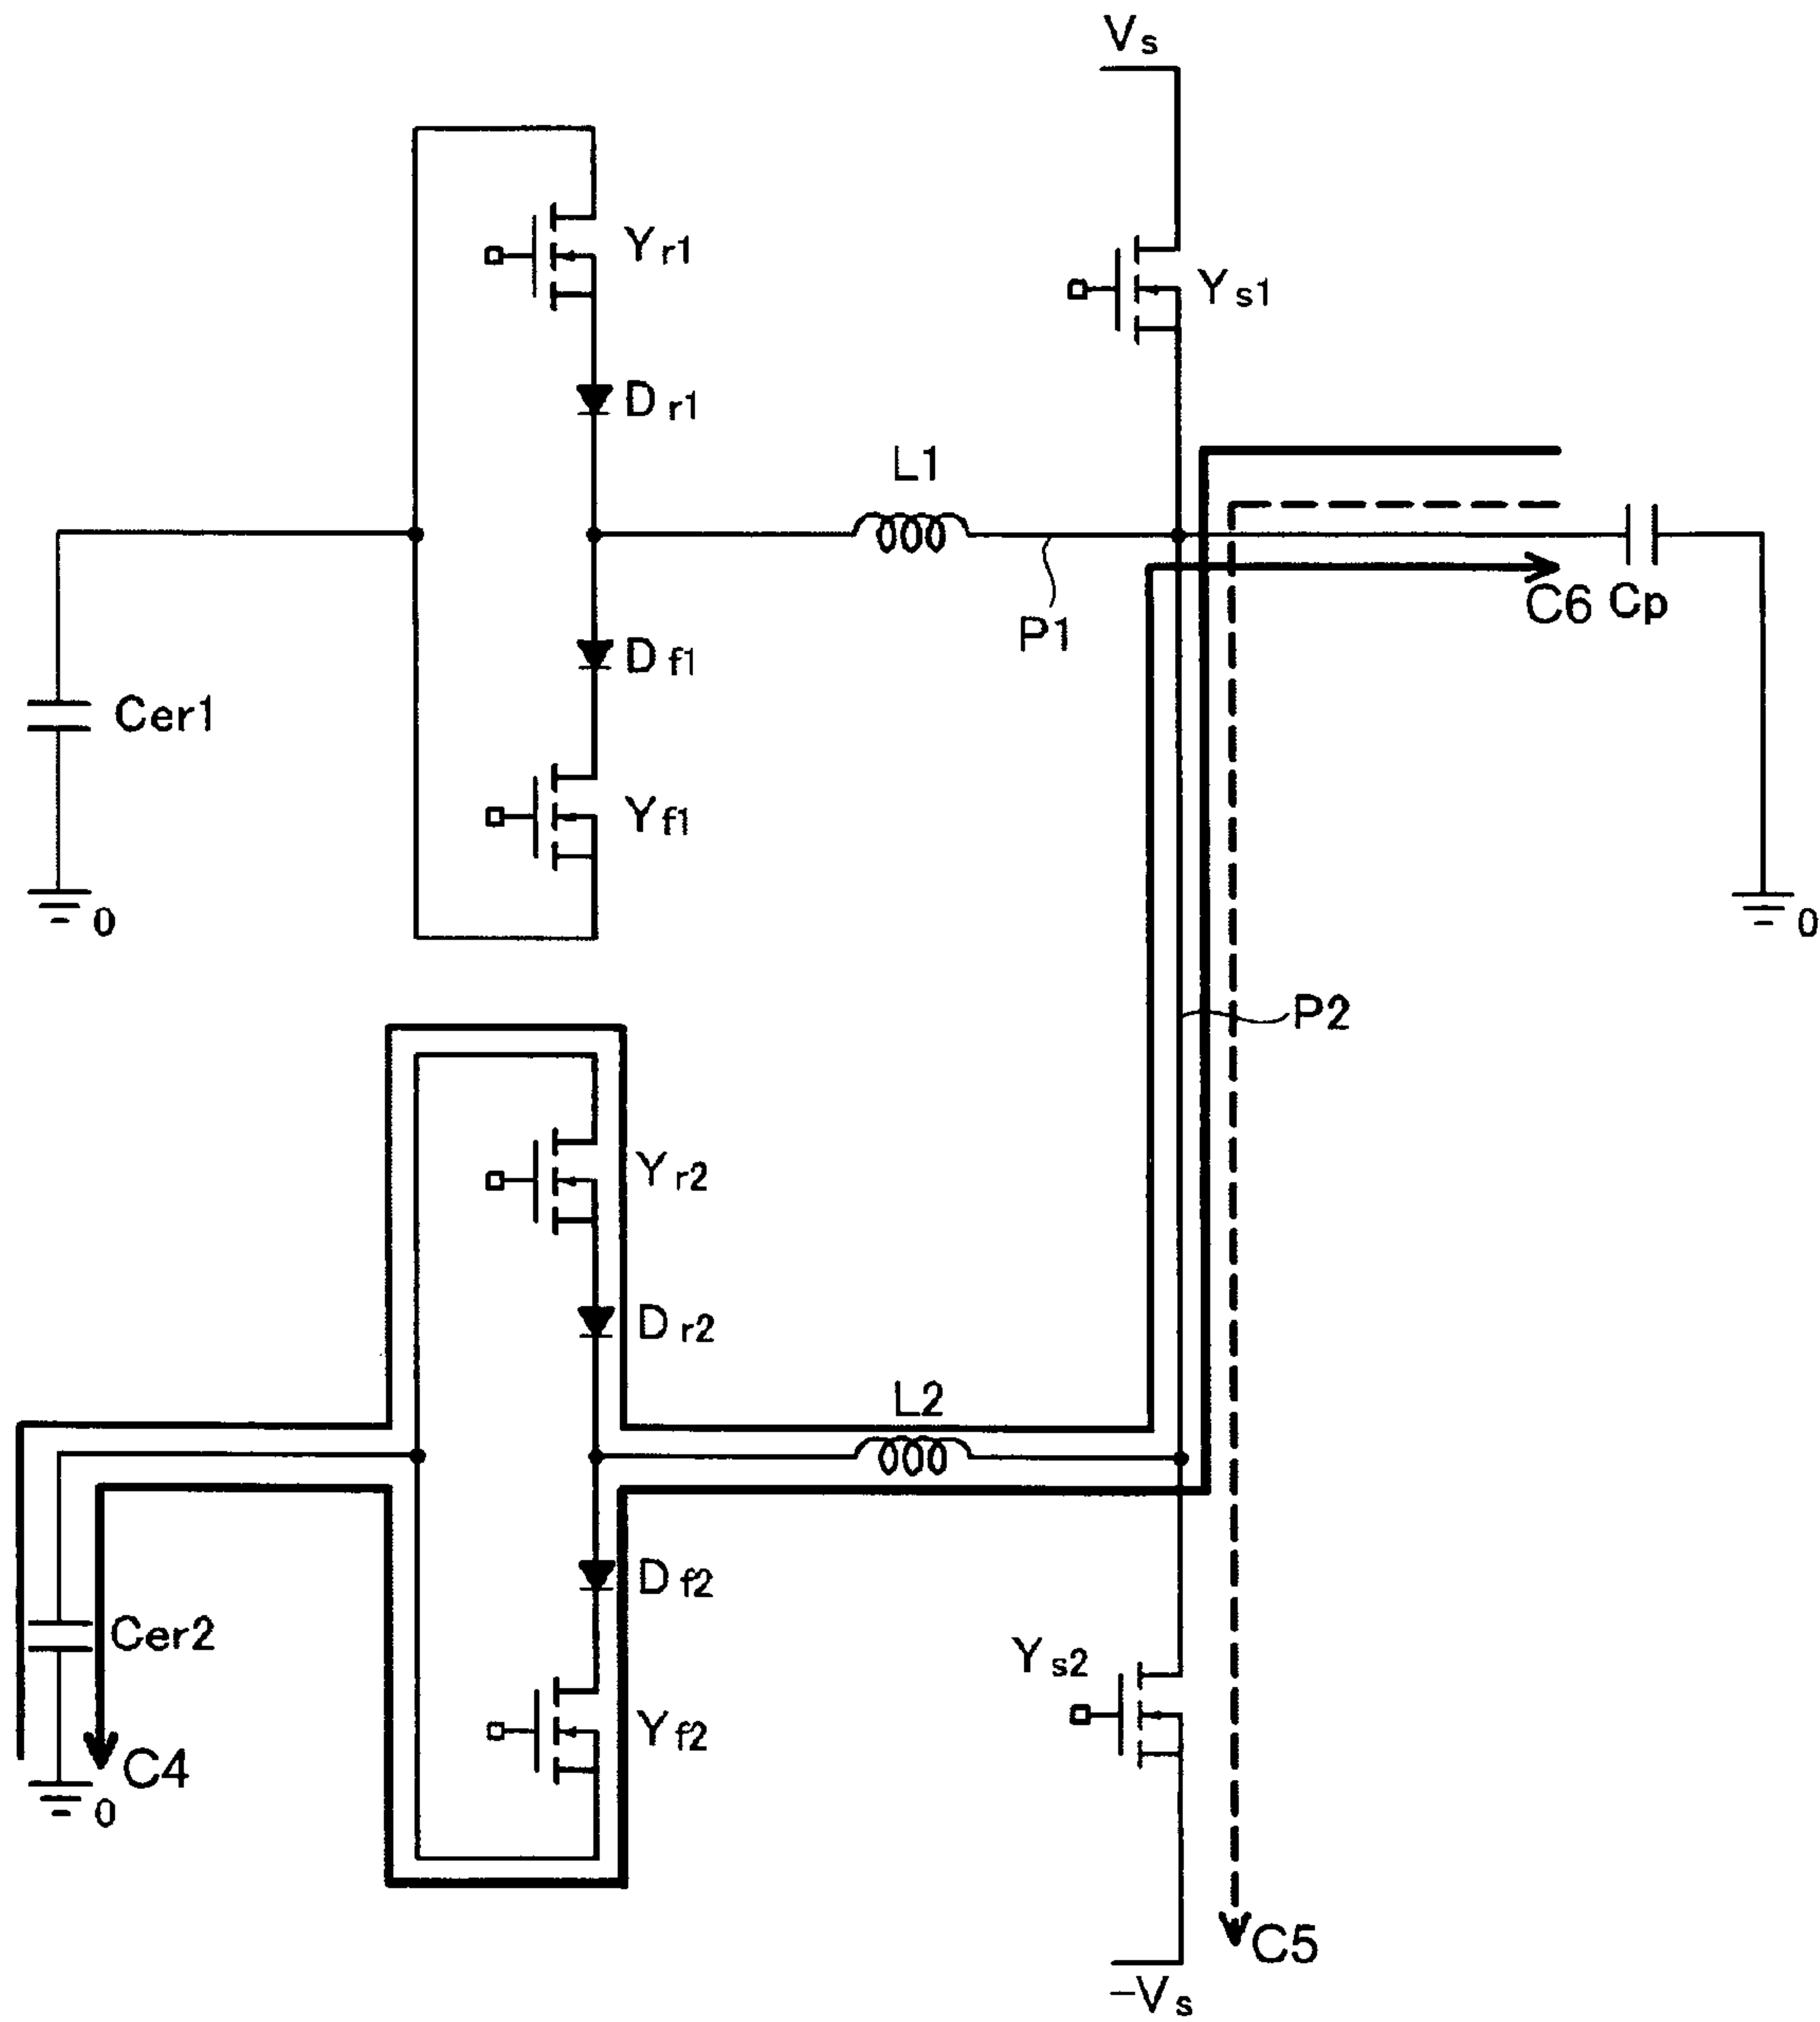 Vs
Yr1
Ys1
Dr1
L1
C6 Cp
P1
Df1
Cer1
Yf1
0
0
P2
Yr2
Dr2
L2
Df2
Cer2
Ys2
Yf2
C4
0
C5
-Vs